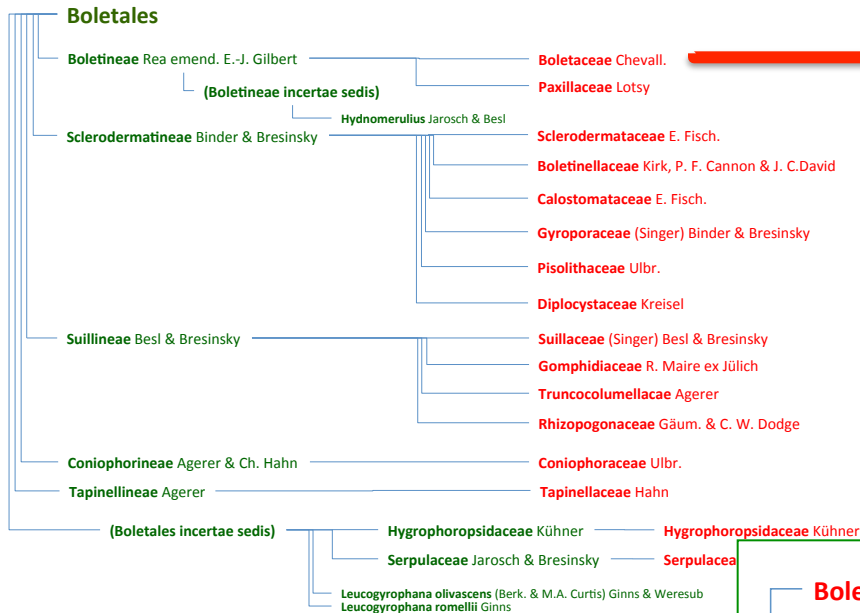 Boletales
Boletineae Rea emend. E.-J. Gilbert
Boletaceae Chevall.
Paxillaceae Lotsy
(Boletineae incertae sedis)
Hydnomerulius Jarosch & Besl
Sclerodermatineae Binder & Bresinsky
Sclerodermataceae E. Fisch.
Boletinellaceae Kirk, P. F. Cannon & J. C.David
Calostomataceae E. Fisch.
Gyroporaceae (Singer) Binder & Bresinsky
Pisolithaceae Ulbr.
Diplocystaceae Kreisel
Suillineae Besl & Bresinsky
Suillaceae (Singer) Besl & Bresinsky
Gomphidiaceae R. Maire ex Jülich
Truncocolumellacae Agerer
Rhizopogonaceae Gäum. & C. W. Dodge
Coniophorineae Agerer & Ch. Hahn
Coniophoraceae Ulbr.
Tapinellineae Agerer
Tapinellaceae Hahn
(Boletales incertae sedis)
Hygrophoropsidaceae Kühner
Hygrophoropsidaceae Kühner
Serpulaceae Jarosch & Bresinsky
Serpulacea
Leucogyrophana olivascens (Berk. & M.A. Curtis) Ginns & Weresub
Leucogyrophana romellii Ginns
Bole